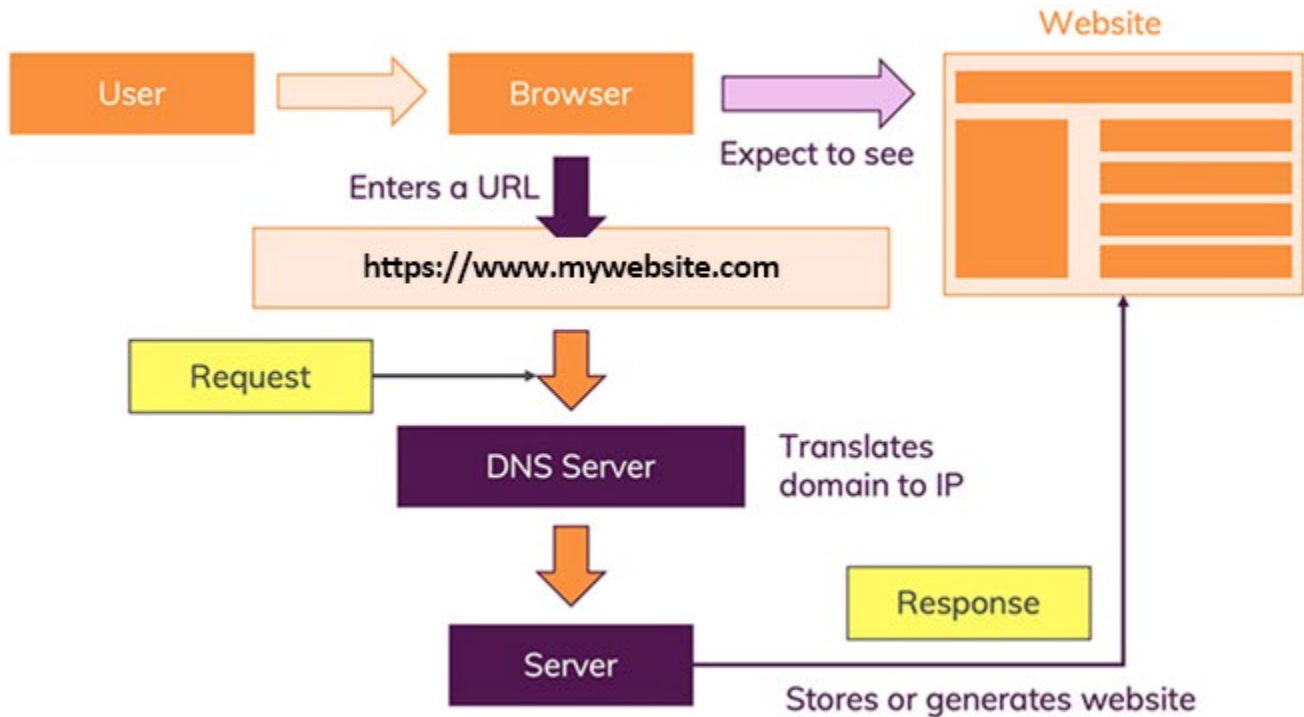 Website
User
Browser
Expect to see
Enters a URL
https://www.mywebsite.com
Request
DNS Server
Translates
domain to IP
Response
Server
Stores or generates website